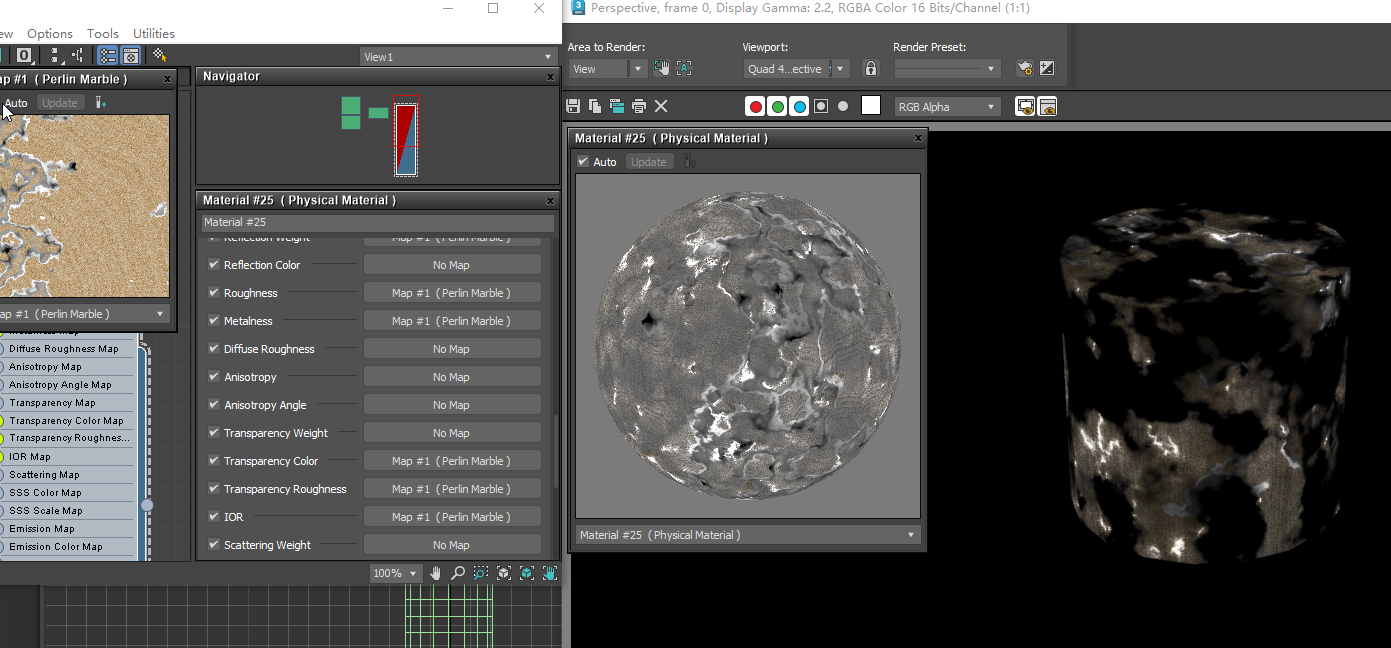 ew Options Tools Utilities
View1
ap #1 ( Perlin Marble )
Auto Update
ap #1 ( Perlin Marble )
Navigator
Material #25 ( Physical Material )
Material #25
Reflection Weight Map #1 ( Perlin Marble )
Reflection Color No Map
Roughness Map #1 ( Perlin Marble )
Metalness Map #1 ( Perlin Marble )
Diffuse Roughness No Map
Anisotropy No Map
Anisotropy Angle No Map
Transparency Weight No Map
Transparency Color Map #1 ( Perlin Marble )
Transparency Roughness Map #1 ( Perlin Marble )
IOR Map #1 ( Perlin Marble )
Scattering Weight No Map
Metalness Map
Diffuse Roughness Map
Anisotropy Map
Anisotropy Angle Map
Transparency Map
Transparency Color Map
Transparency Roughnes...
IOR Map
Scattering Map
SSS Color Map
SSS Scale Map
Emission Map
Emission Color Map
100%
3 Perspective, frame 0, Display Gamma: 2.2, RGBA Color 16 Bits/Channel (1:1)
Area to Render: Viewport: Render Preset:
View Quad 4...ective
RGB Alpha
Material #25 ( Physical Material )
Auto Update
Material #25 ( Physical Material )